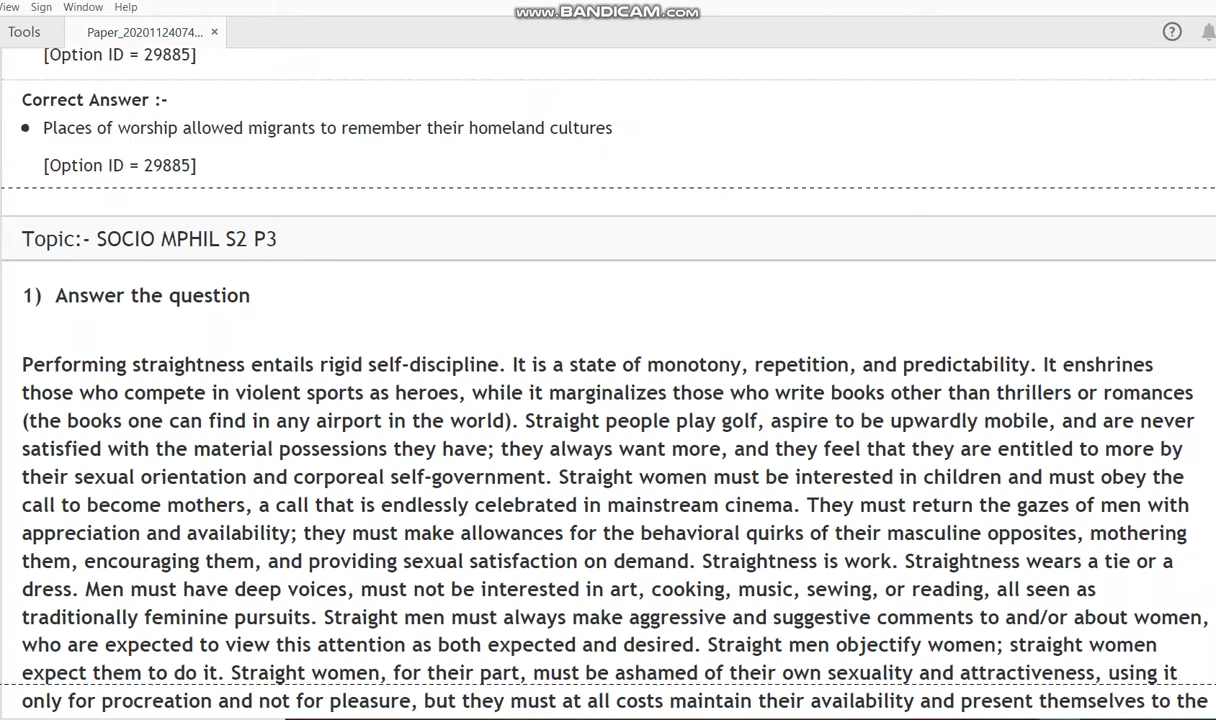 View Sign Window Help
www.BANDICAM.com
Tools Paper_20201124074... ×
[Option ID = 29885]
Correct Answer :-
• Places of worship allowed migrants to remember their homeland cultures
[Option ID = 29885]
Topic:- SOCIO MPHIL S2 P3
1) Answer the question
Performing straightness entails rigid self-discipline. It is a state of monotony, repetition, and predictability. It enshrines
those who compete in violent sports as heroes, while it marginalizes those who write books other than thrillers or romances
(the books one can find in any airport in the world). Straight people play golf, aspire to be upwardly mobile, and are never
satisfied with the material possessions they have; they always want more, and they feel that they are entitled to more by
their sexual orientation and corporeal self-government. Straight women must be interested in children and must obey the
call to become mothers, a call that is endlessly celebrated in mainstream cinema. They must return the gazes of men with
appreciation and availability; they must make allowances for the behavioral quirks of their masculine opposites, mothering
them, encouraging them, and providing sexual satisfaction on demand. Straightness is work. Straightness wears a tie or a
dress. Men must have deep voices, must not be interested in art, cooking, music, sewing, or reading, all seen as
traditionally feminine pursuits. Straight men must always make aggressive and suggestive comments to and/or about women,
who are expected to view this attention as both expected and desired. Straight men objectify women; straight women
expect them to do it. Straight women, for their part, must be ashamed of their own sexuality and attractiveness, using it
only for procreation and not for pleasure, but they must at all costs maintain their availability and present themselves to the